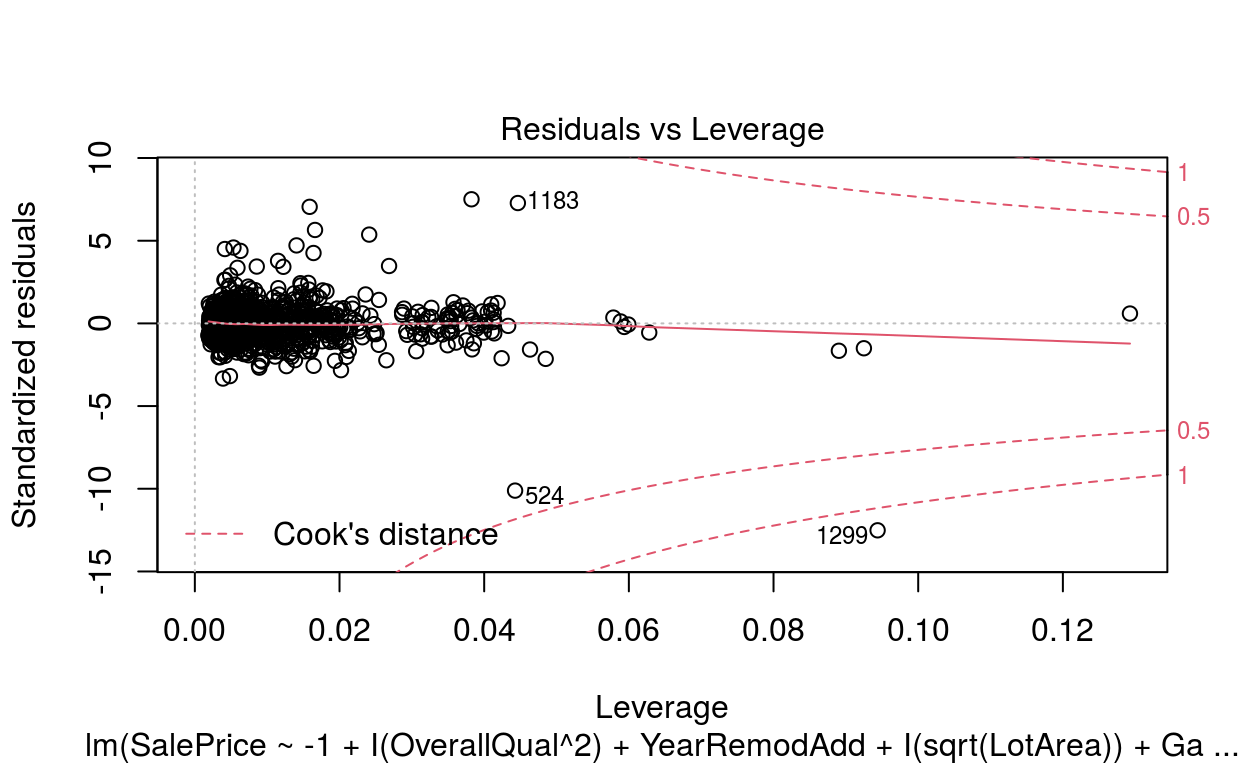 Residuals vs Leverage
Standardized residuals
10
5
0
-5
-10
-15
1183
524
1299
1
0.5
0.5
1
Cook's distance
0.00 0.02 0.04 0.06 0.08 0.10 0.12
Leverage
lm(SalePrice ~ -1 + I(OverallQual^2) + YearRemodAdd + I(sqrt(LotArea)) + Ga ...